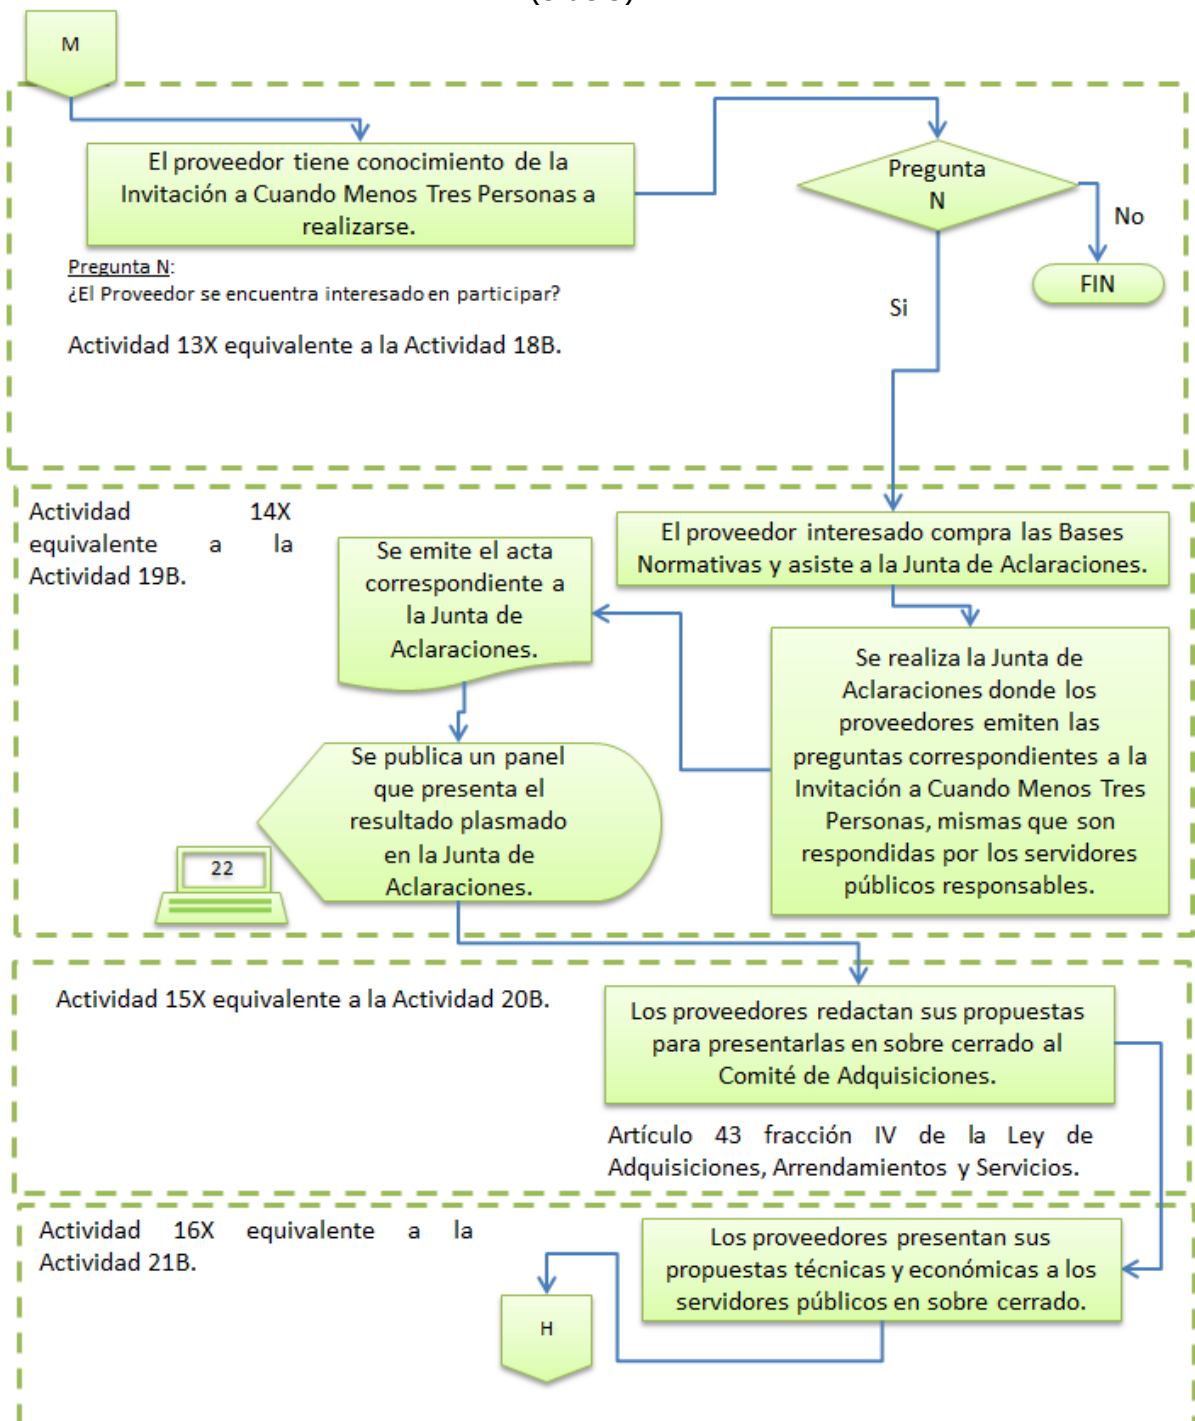 M
El proveedor tiene conocimiento de la
Invitación a Cuando Menos Tres Personas a
realizarse.
Pregunta
N
No
FIN
Si
Pregunta N:
¿El Proveedor se encuentra interesado en participar?
Actividad 13X equivalente a la Actividad 18B.
Actividad 14X
equivalente a la
Actividad 19B.
El proveedor interesado compra las Bases
Normativas y asiste a la Junta de Aclaraciones.
Se emite el acta
correspondiente a
la Junta de
Aclaraciones.
Se realiza la Junta de
Aclaraciones donde los
proveedores emiten las
preguntas correspondientes a la
Invitación a Cuando Menos Tres
Personas, mismas que son
respondidas por los servidores
públicos responsables.
Se publica un panel
que presenta el
resultado plasmado
en la Junta de
Aclaraciones.
22
Actividad 15X equivalente a la Actividad 20B.
Los proveedores redactan sus propuestas
para presentarlas en sobre cerrado al
Comité de Adquisiciones.
Artículo 43 fracción IV de la Ley de
Adquisiciones, Arrendamientos y Servicios.
Actividad 16X equivalente a la
Actividad 21B.
Los proveedores presentan sus
propuestas técnicas y económicas a los
servidores públicos en sobre cerrado.
H